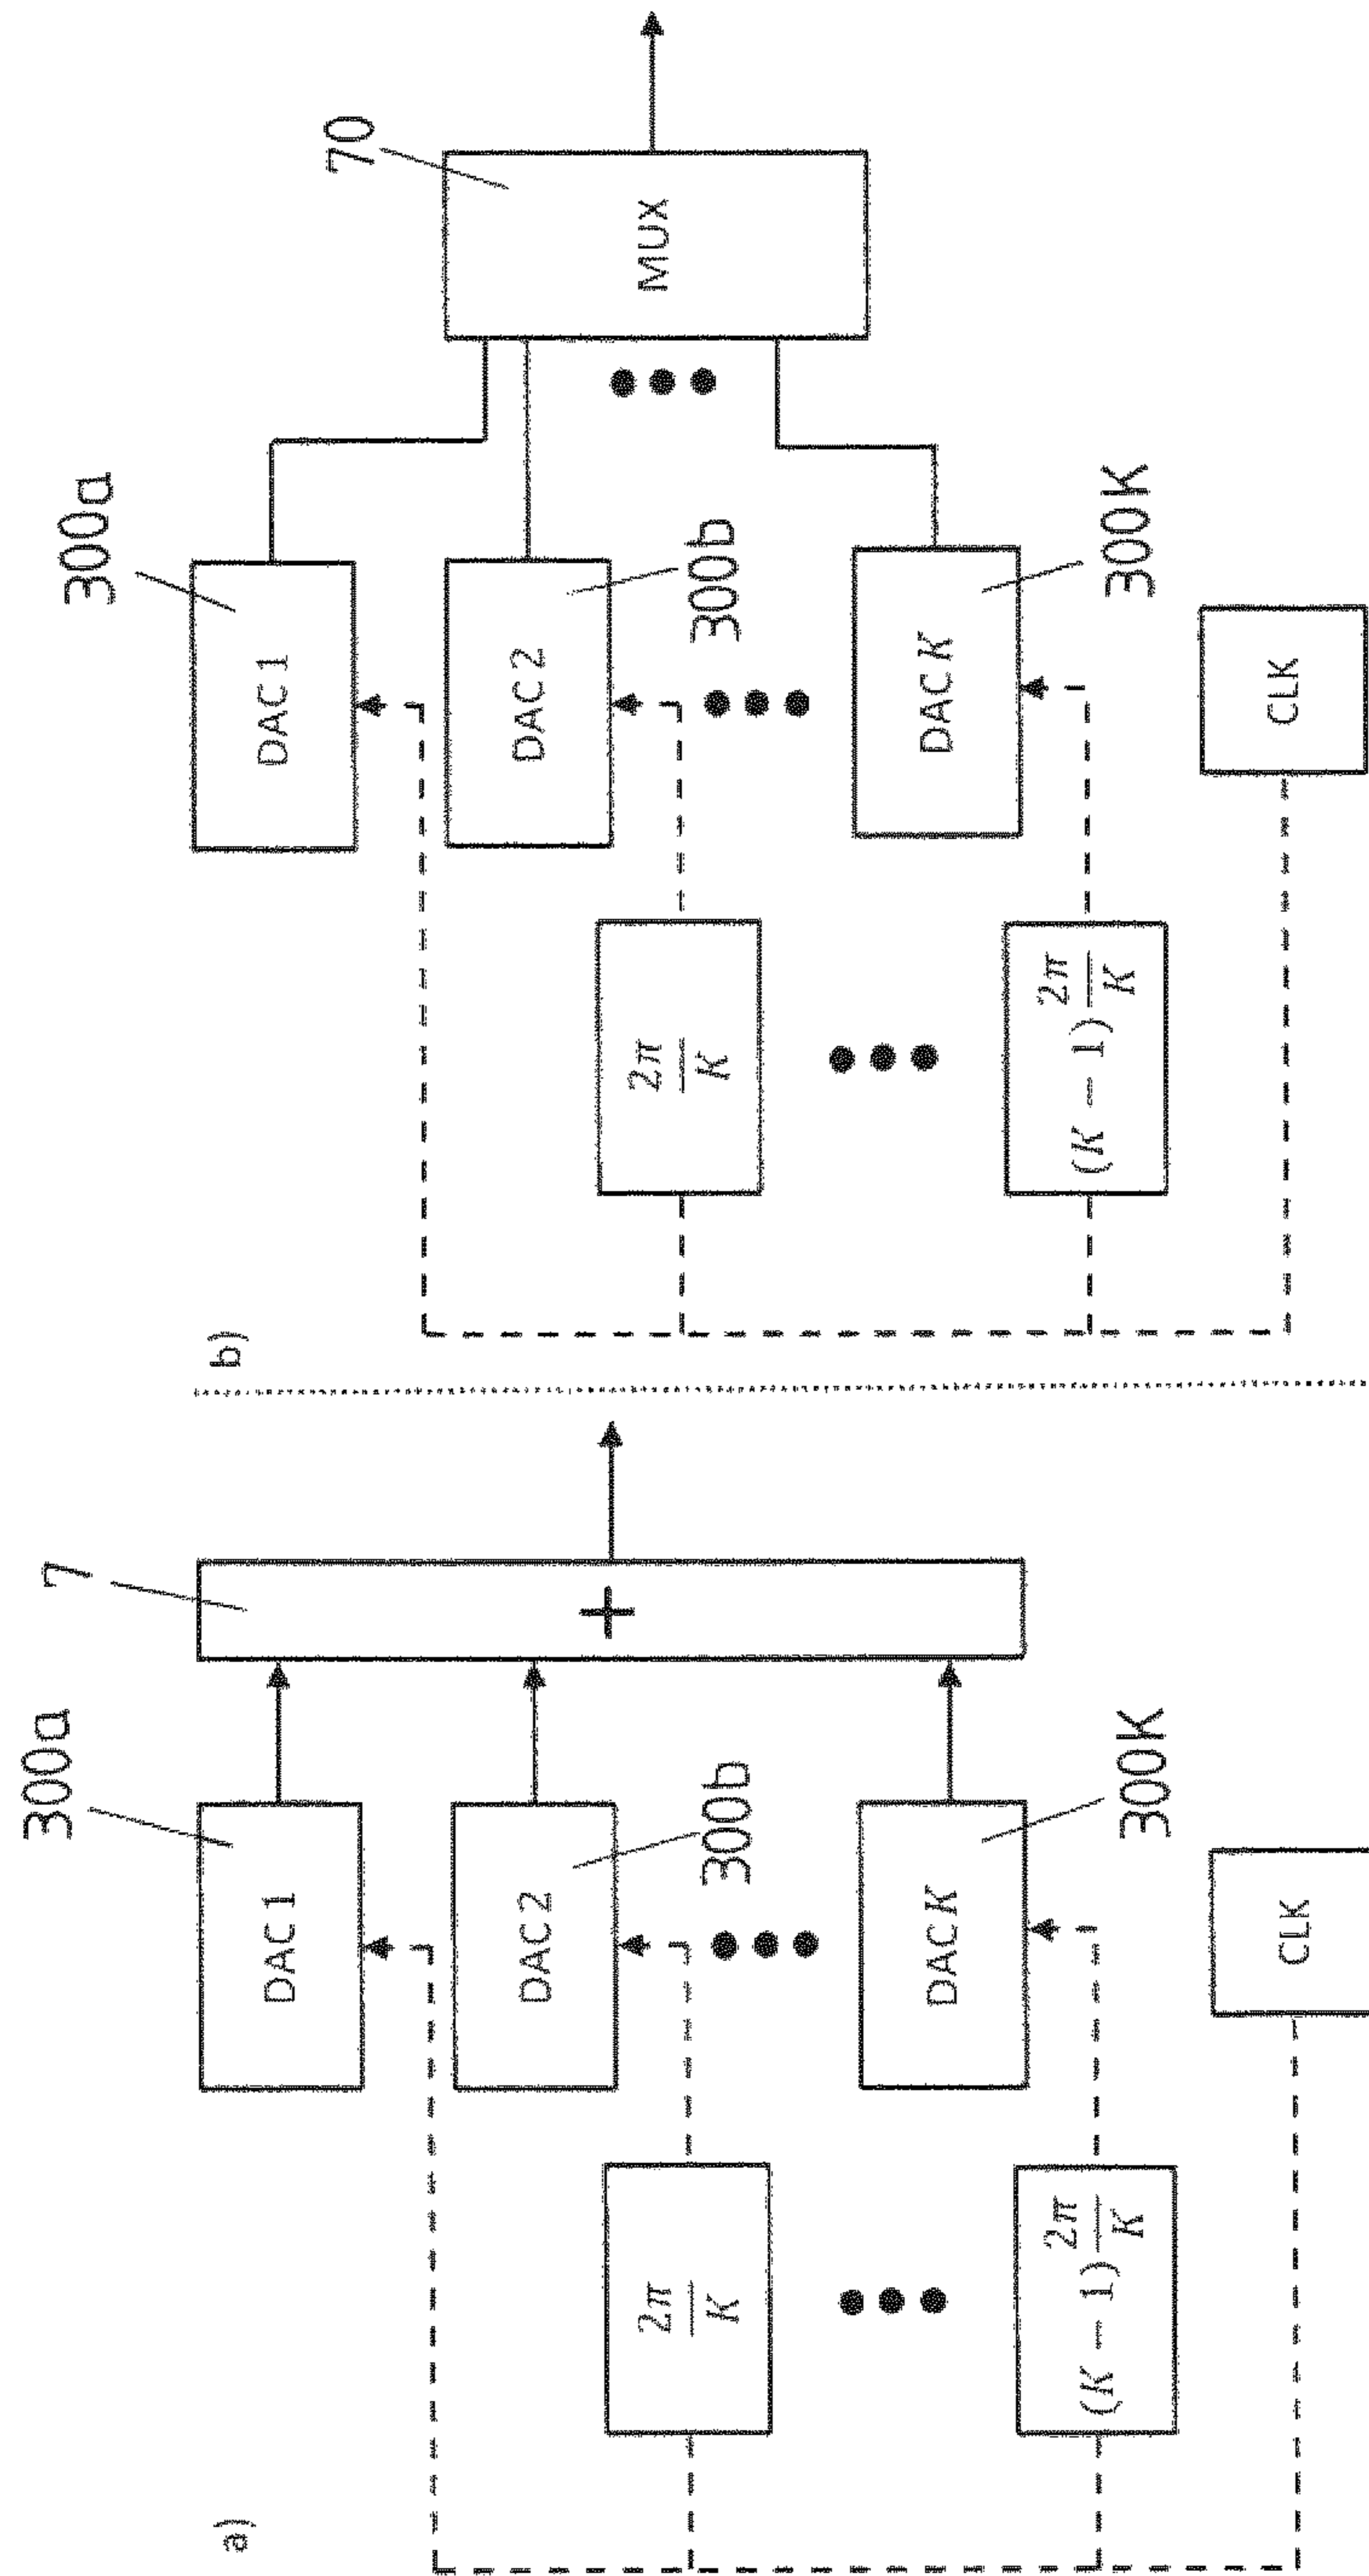 a)
300a
7
DAC 1
+
DAC 2
300b
2π
K
DAC K
300K
(K − 1) 2π
K
CLK
b)
300a
70
DAC 1
MUX
DAC 2
300b
2π
K
DAC K
300K
(K − 1) 2π
K
CLK